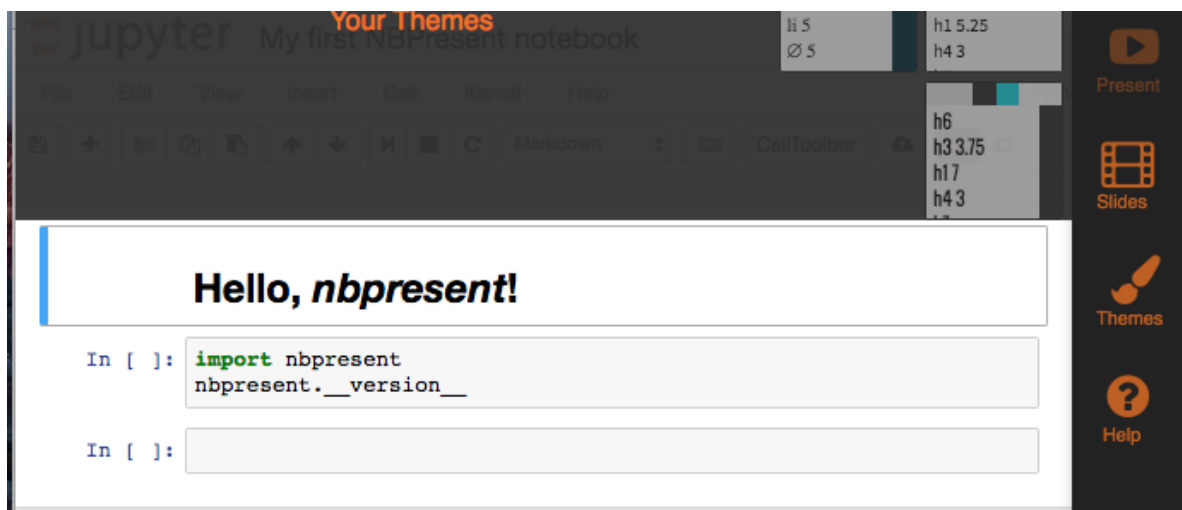 Your Themes
jupyter My first NBPresent notebook
li 5
Ø 5
h1 5.25
h4 3
Present
File Edit View Insert Cell Kernel Help
h6
h3 3.75
h1 7
h4 3
Markdown
CellToolbar
Slides
Hello, nbpresent!
Themes
In [ ]: import nbpresent
nbpresent.__version__
Help
In [ ]: